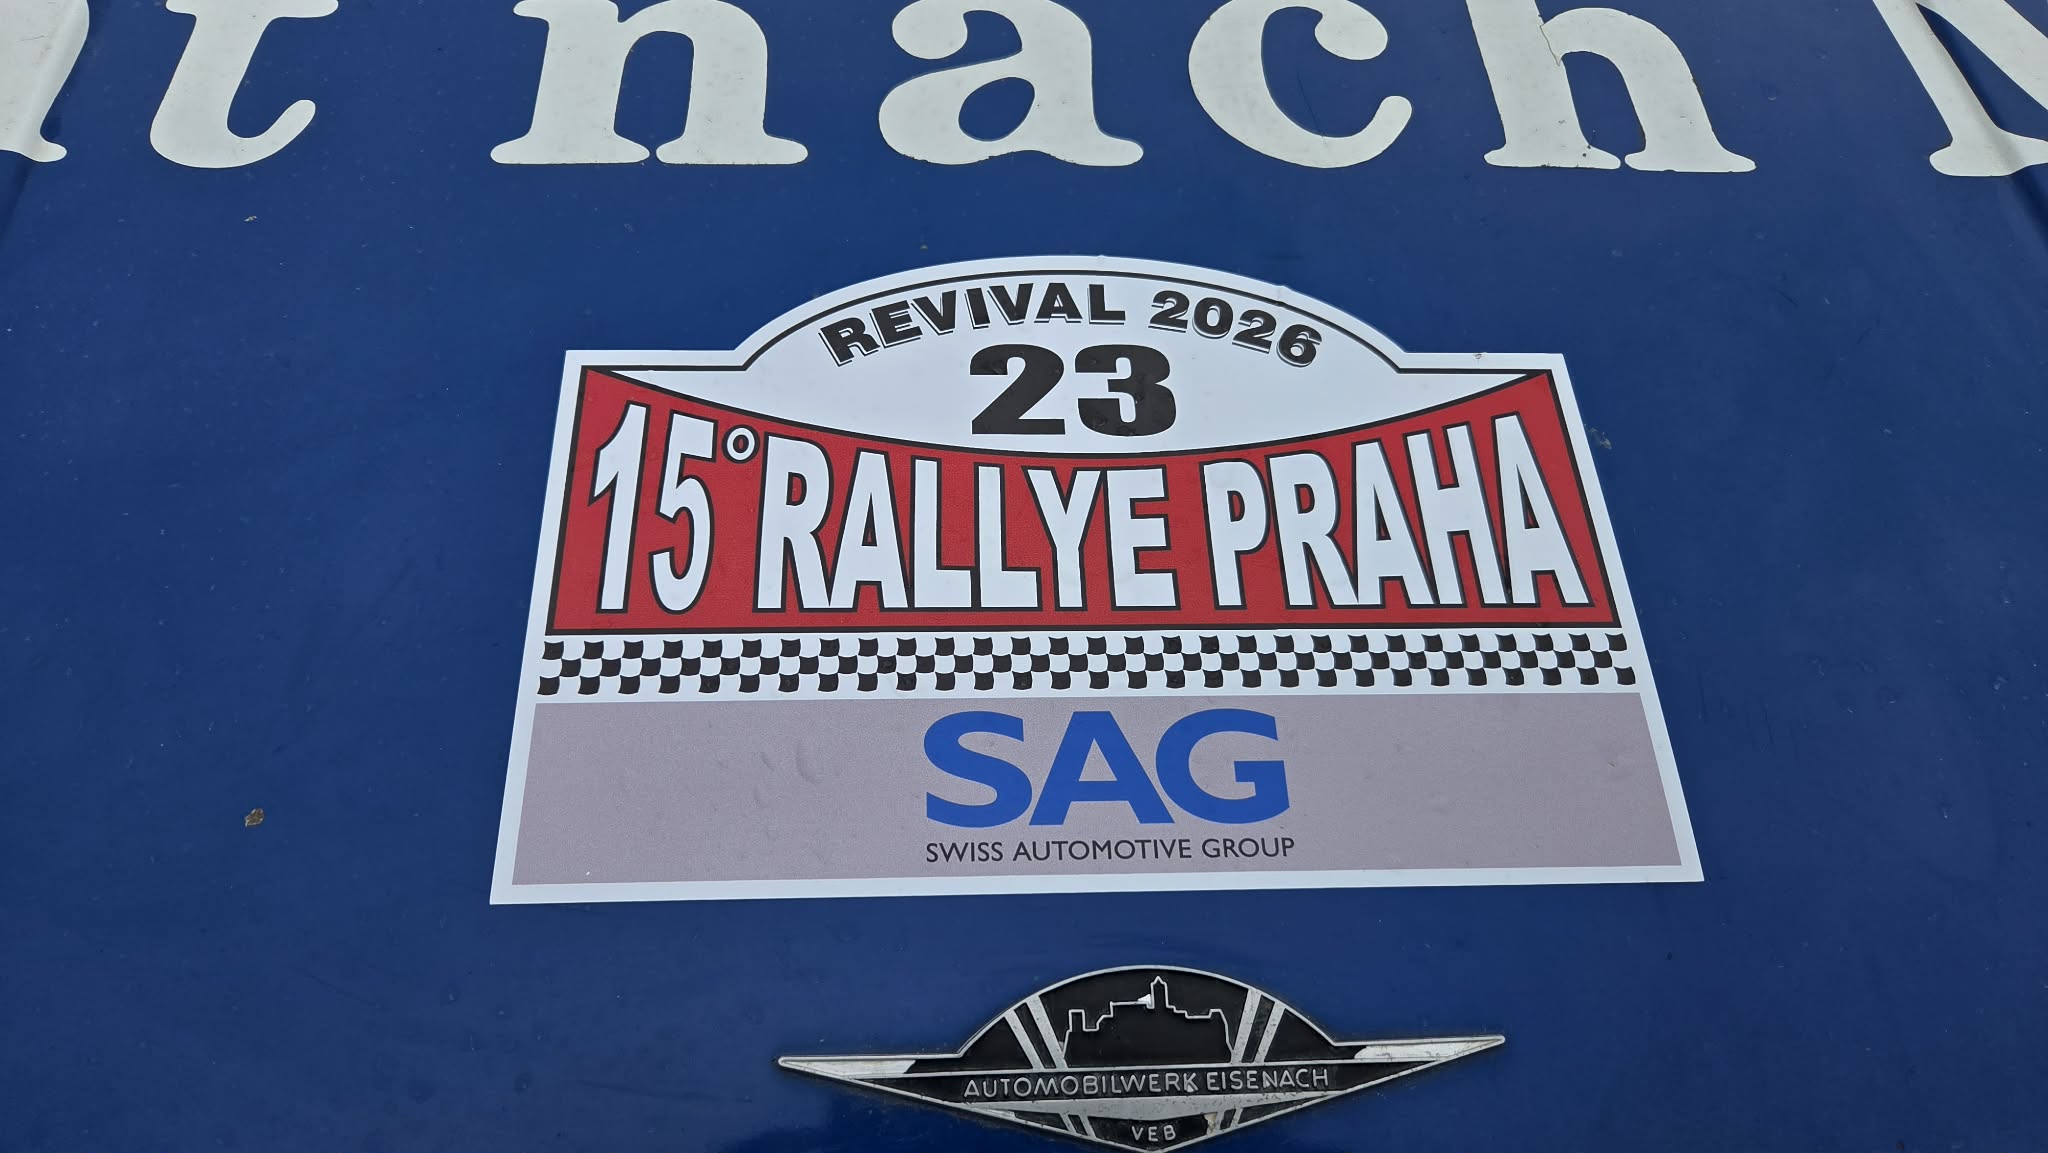 t nach
REVIVAL 2026
23
15° RALLYE PRAHA
SAG
SWISS AUTOMOTIVE GROUP
AUTOMOBILWERK EISENACH
VEB